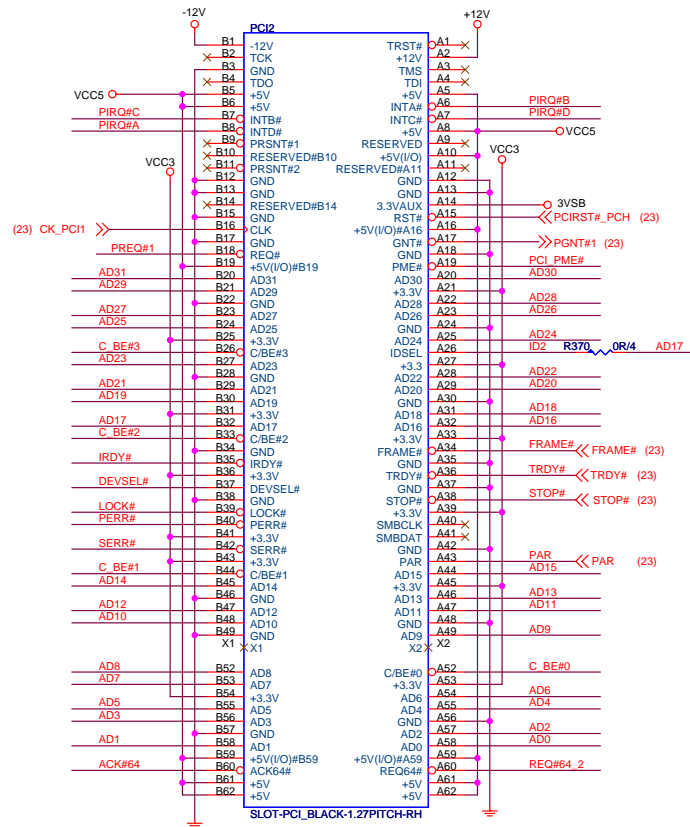 -12V +12V
PCI2
B1 -12V TRST# A1
B2 TCK +12V A2
B3 GND TMS A3
B4 TDO TDI A4
VCC5 B5 +5V +5V A5
B6 +5V INTA# A6 PIRQ#B
PIRQ#C B7 INTB# INTC# A7 PIRQ#D
PIRQ#A B8 INTD# +5V A8 VCC5
B9 PRSNT#1 RESERVED A9
B10 RESERVED#B10 +5V(I/O) A10
VCC3 B11 PRSNT#2 RESERVED#A11 A11 VCC3
B12 GND GND A12
B13 GND GND A13
B14 RESERVED#B14 3.3VAUX A14 3VSB
B15 GND RST# A15 PCIRST#_PCH (23)
(23) CK_PCI1 B16 CLK +5V(I/O)#A16 A16
B17 GND GNT# A17 PGNT#1 (23)
PREQ#1 B18 REQ# GND A18
B19 +5V(I/O)#B19 PME# A19 PCI_PME#
AD31 B20 AD31 AD30 A20 AD30
AD29 B21 AD29 +3.3V A21
B22 GND AD28 A22 AD28
AD27 B23 AD27 AD26 A23 AD26
AD25 B24 AD25 GND A24
B25 +3.3V AD24 A25 AD24
C_BE#3 B26 C/BE#3 IDSEL A26 ID2 R370 0R/4 AD17
AD23 B27 AD23 +3.3 A27
B28 GND AD22 A28 AD22
AD21 B29 AD21 AD20 A29 AD20
AD19 B30 AD19 GND A30
B31 +3.3V AD18 A31 AD18
AD17 B32 AD17 AD16 A32 AD16
C_BE#2 B33 C/BE#2 +3.3V A33
B34 GND FRAME# A34 FRAME# FRAME# (23)
IRDY# B35 IRDY# GND A35
B36 +3.3V TRDY# A36 TRDY# TRDY# (23)
DEVSEL# B37 DEVSEL# GND A37
B38 GND STOP# A38 STOP# STOP# (23)
LOCK# B39 LOCK# +3.3V A39
PERR# B40 PERR# SMBCLK A40
B41 +3.3V SMBDAT A41
SERR# B42 SERR# GND A42
B43 +3.3V PAR A43 PAR PAR (23)
C_BE#1 B44 C/BE#1 AD15 A44 AD15
AD14 B45 AD14 +3.3V A45
B46 GND AD13 A46 AD13
AD12 B47 AD12 AD11 A47 AD11
AD10 B48 AD10 GND A48
B49 GND AD9 A49 AD9
X1 X1 X2 X2
AD8 B52 AD8 C/BE#0 A52 C_BE#0
AD7 B53 AD7 +3.3V A53
B54 +3.3V AD6 A54 AD6
AD5 B55 AD5 AD4 A55 AD4
AD3 B56 AD3 GND A56
B57 GND AD2 A57 AD2
AD1 B58 AD1 AD0 A58 AD0
B59 +5V(I/O)#B59 +5V(I/O)#A59 A59
ACK#64 B60 ACK64# REQ64# A60 REQ#64_2
B61 +5V +5V A61
B62 +5V +5V A62
SLOT-PCI_BLACK-1.27PITCH-RH